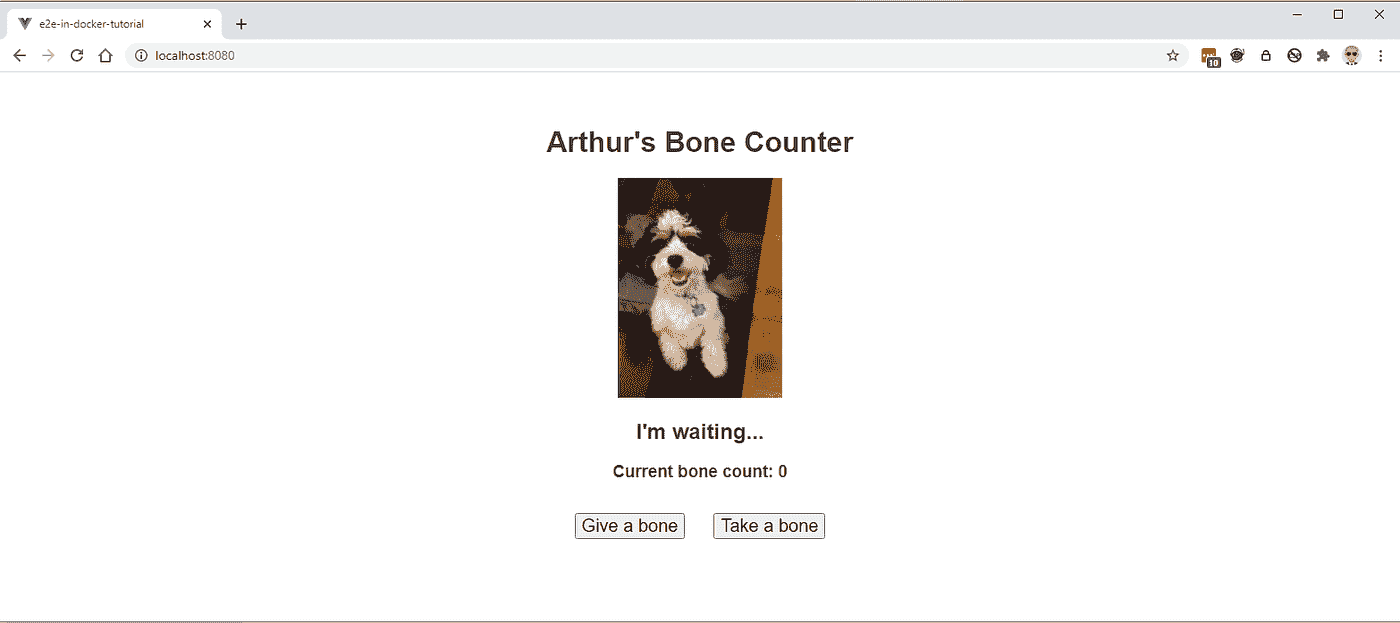 e2e-in-docker-tutorial
localhost:8080
10
Arthur's Bone Counter
I'm waiting...
Current bone count: 0
Give a bone
Take a bone